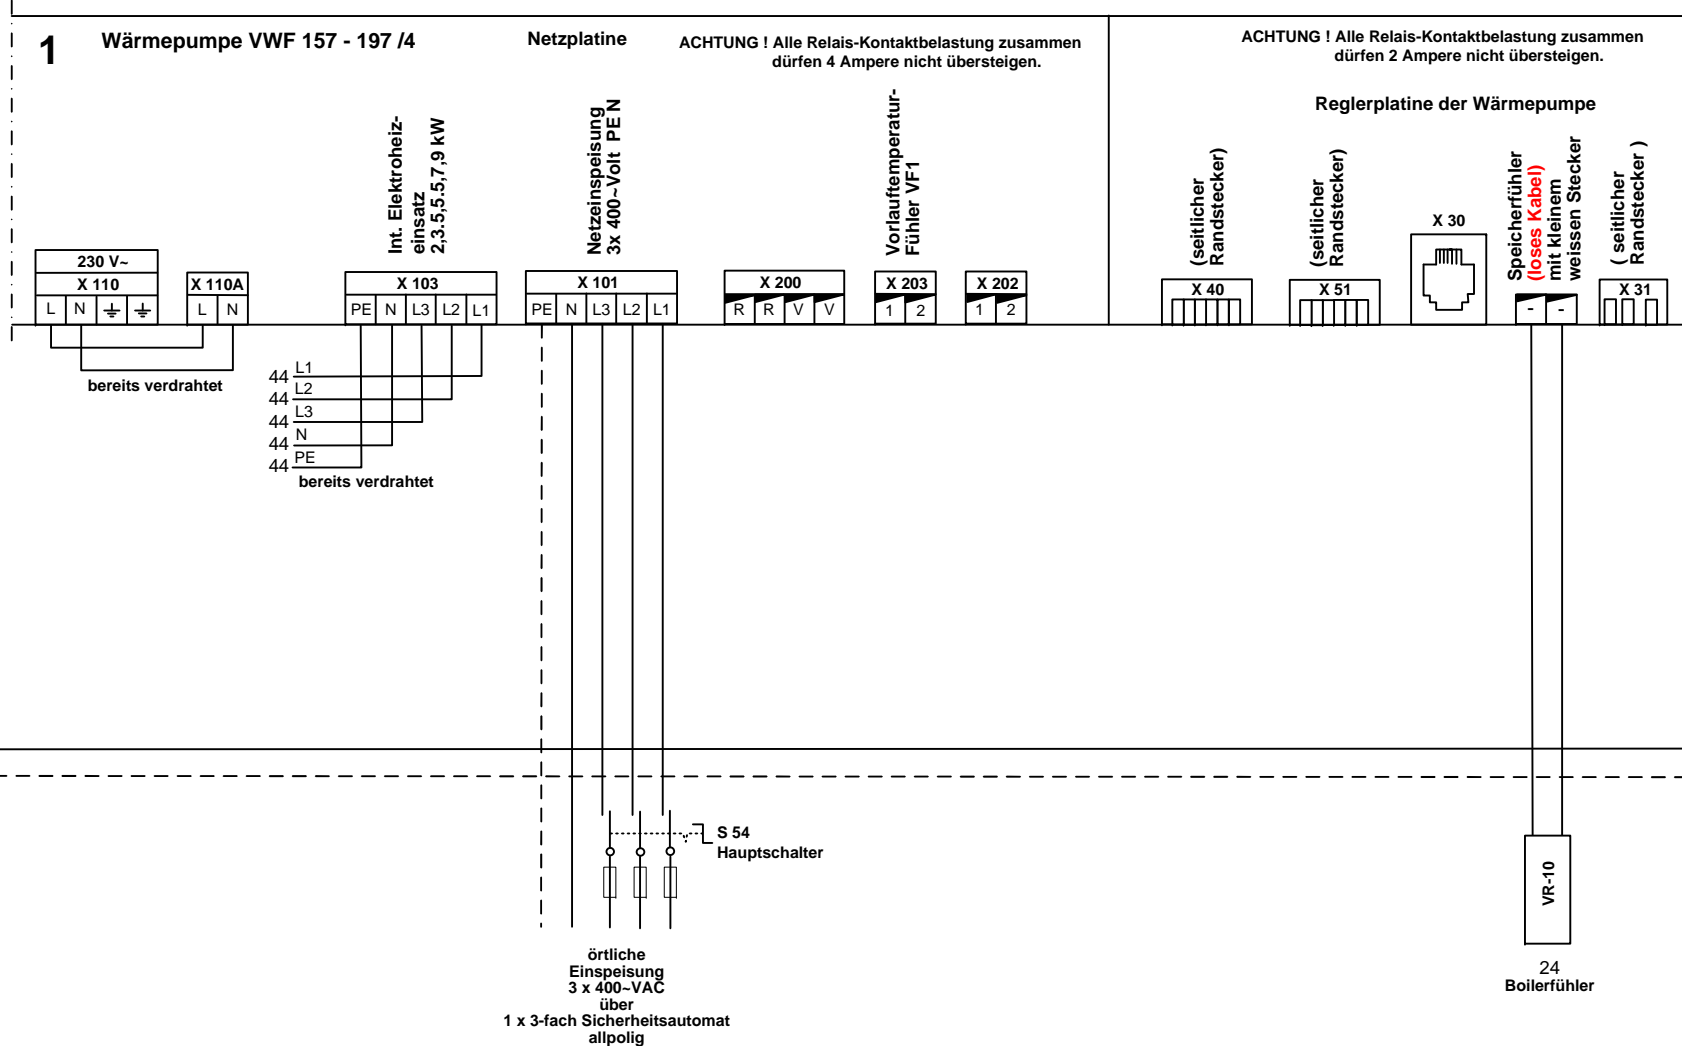 1
Wärmepumpe VWF 157 - 197 /4
Netzplatine
ACHTUNG ! Alle Relais-Kontaktbelastung zusammen
dürfen 4 Ampere nicht übersteigen.
ACHTUNG ! Alle Relais-Kontaktbelastung zusammen
dürfen 2 Ampere nicht übersteigen.
Reglerplatine der Wärmepumpe
Int. Elektroheiz-
einsatz
2,3.5,5.5,7,9 kW
Netzeinspeisung
3x 400~Volt PE N
Vorlauftemperatur-
Fühler VF1
(seitlicher
Randstecker)
(seitlicher
Randstecker)
Speicherfühler
(loses Kabel)
mit kleinem
weissen Stecker
( seitlicher
Randstecker )
230 V~
X 110
L N
X 110A
L N
X 103
PE N L3 L2 L1
X 101
PE N L3 L2 L1
X 200
R R V V
X 203
1 2
X 202
1 2
X 40
X 51
X 30
- -
X 31
bereits verdrahtet
44 L1
44 L2
44 L3
44 N
44 PE
bereits verdrahtet
S 54
Hauptschalter
örtliche
Einspeisung
3 x 400~VAC
über
1 x 3-fach Sicherheitsautomat
allpolig
VR-10
24
Boilerfühler